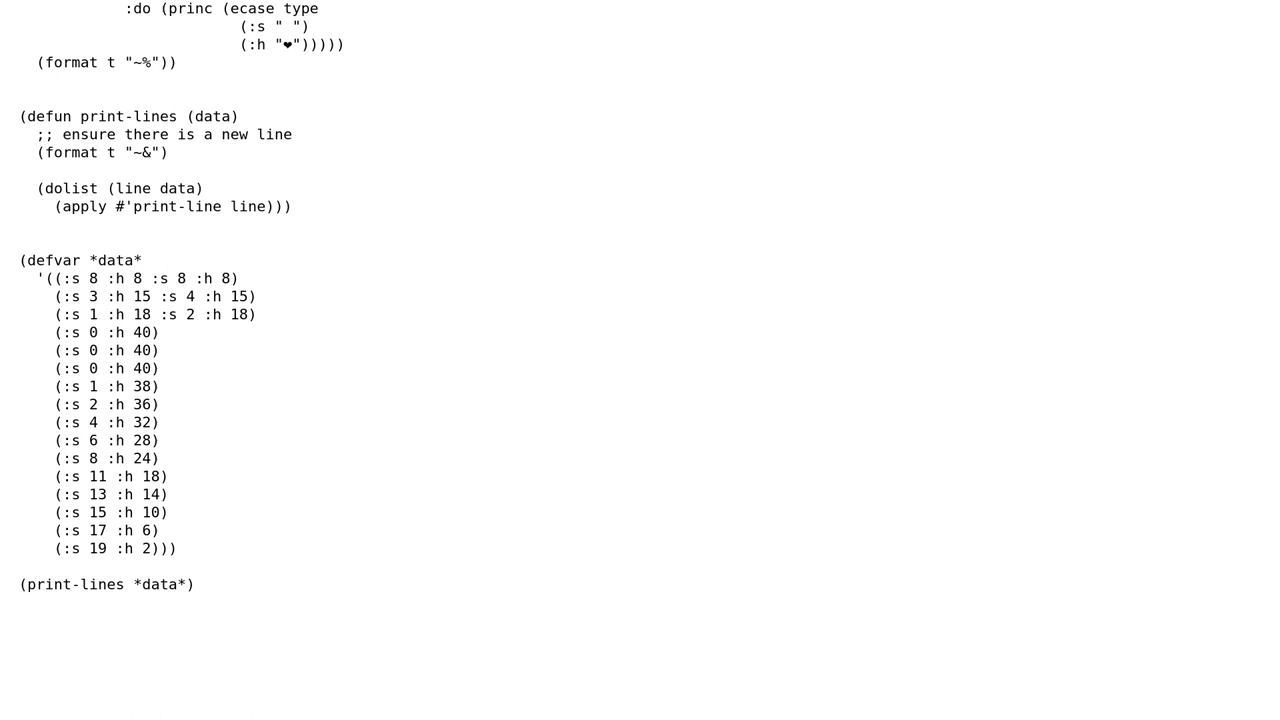 :do (princ (ecase type
                         (:s " ")
                         (:h "❤")))))
  (format t "~%"))
(defun print-lines (data)
  ;; ensure there is a new line
  (format t "~&")
  (dolist (line data)
    (apply #'print-line line)))
(defvar *data*
  '((:s 8 :h 8 :s 8 :h 8)
    (:s 3 :h 15 :s 4 :h 15)
    (:s 1 :h 18 :s 2 :h 18)
    (:s 0 :h 40)
    (:s 0 :h 40)
    (:s 0 :h 40)
    (:s 1 :h 38)
    (:s 2 :h 36)
    (:s 4 :h 32)
    (:s 6 :h 28)
    (:s 8 :h 24)
    (:s 11 :h 18)
    (:s 13 :h 14)
    (:s 15 :h 10)
    (:s 17 :h 6)
    (:s 19 :h 2)))
(print-lines *data*)